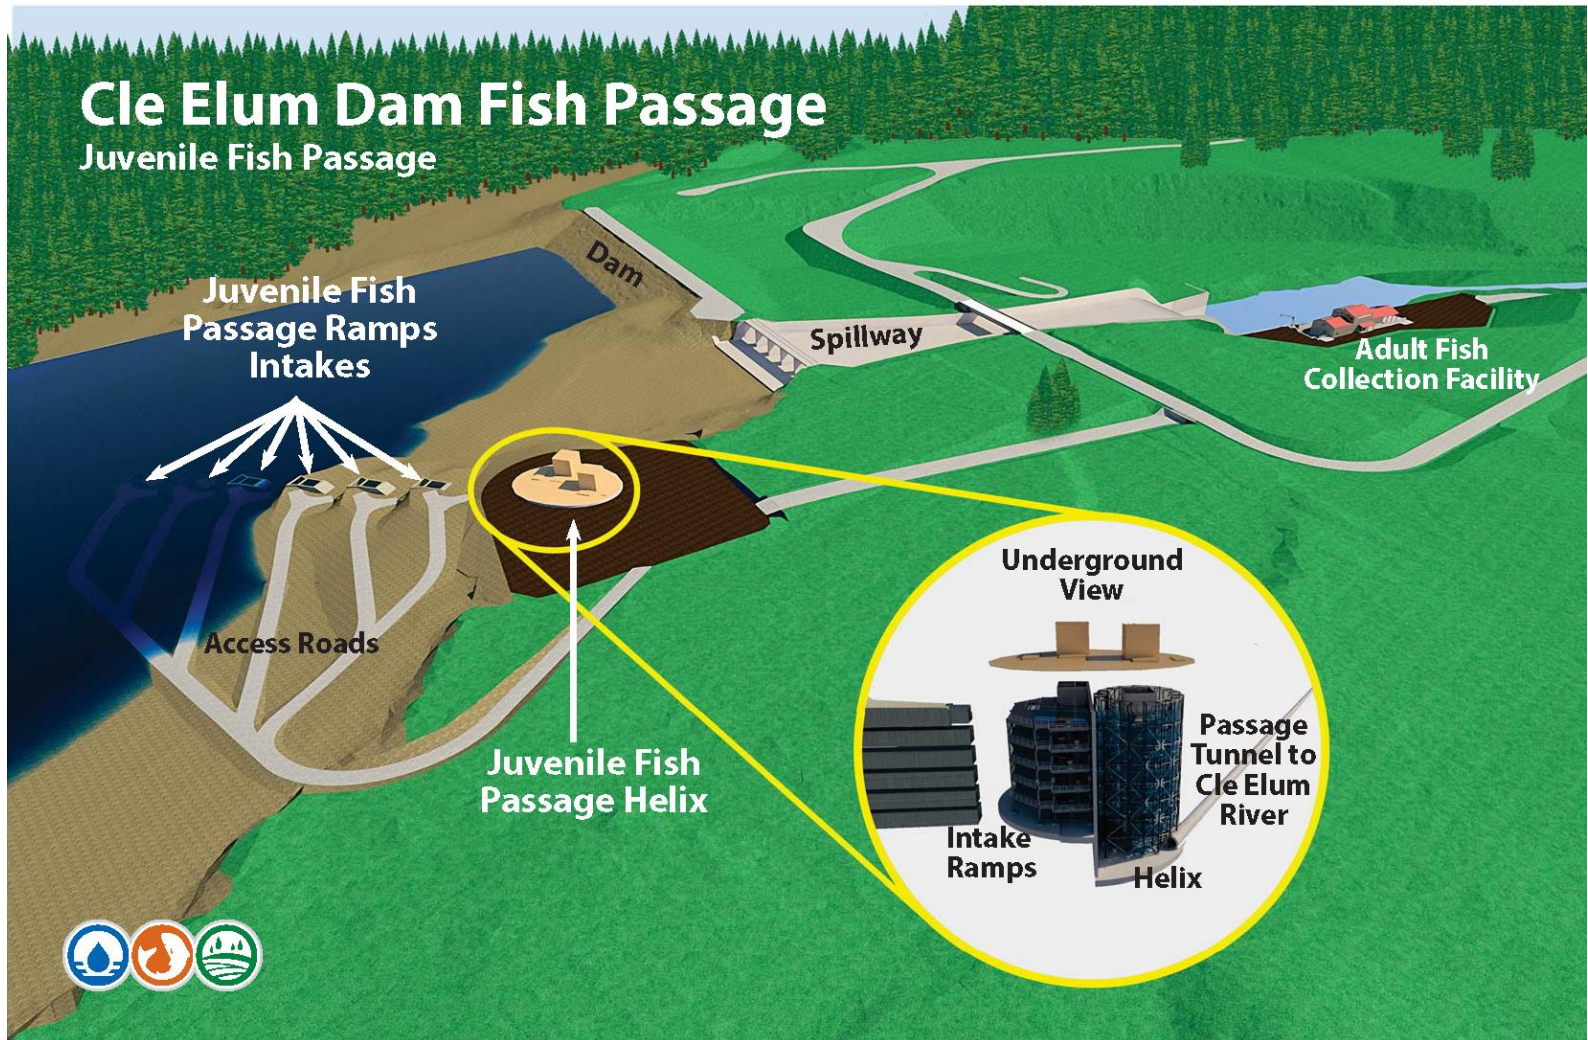 Cle Elum Dam Fish Passage
Juvenile Fish Passage
Juvenile Fish
Passage Ramps
Intakes
Dam
Spillway
Adult Fish
Collection Facility
Access Roads
Juvenile Fish
Passage Helix
Underground
View
Passage
Tunnel to
Cle Elum
River
Intake
Ramps
Helix